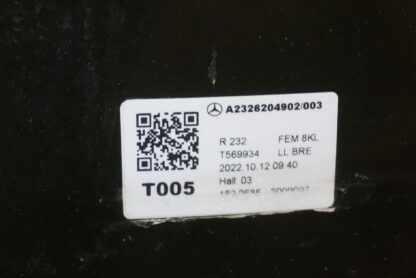 A2326204902/003
R 232 FEM 8KL
T569934 LL BRE
2022.10.12 09:40
Hall: 03
T005